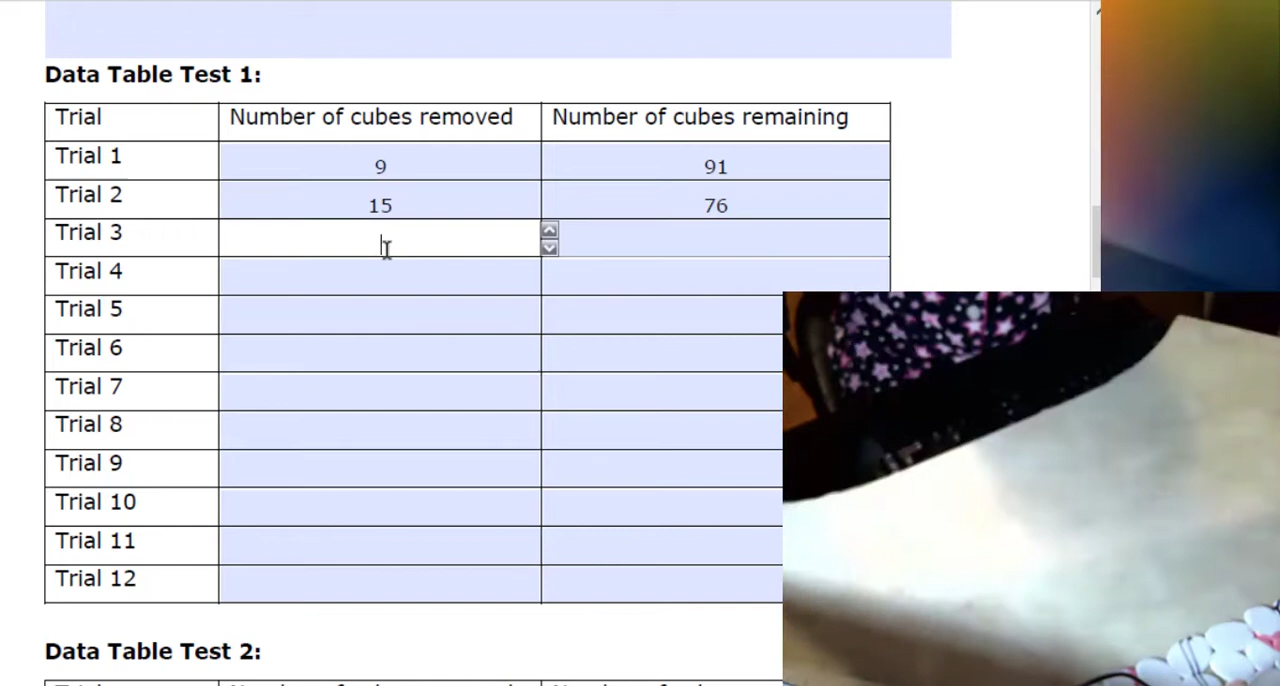 Data Table Test 1:
Trial Number of cubes removed Number of cubes remaining
Trial 1 9 91
Trial 2 15 76
Trial 3
Trial 4
Trial 5
Trial 6
Trial 7
Trial 8
Trial 9
Trial 10
Trial 11
Trial 12
Data Table Test 2: